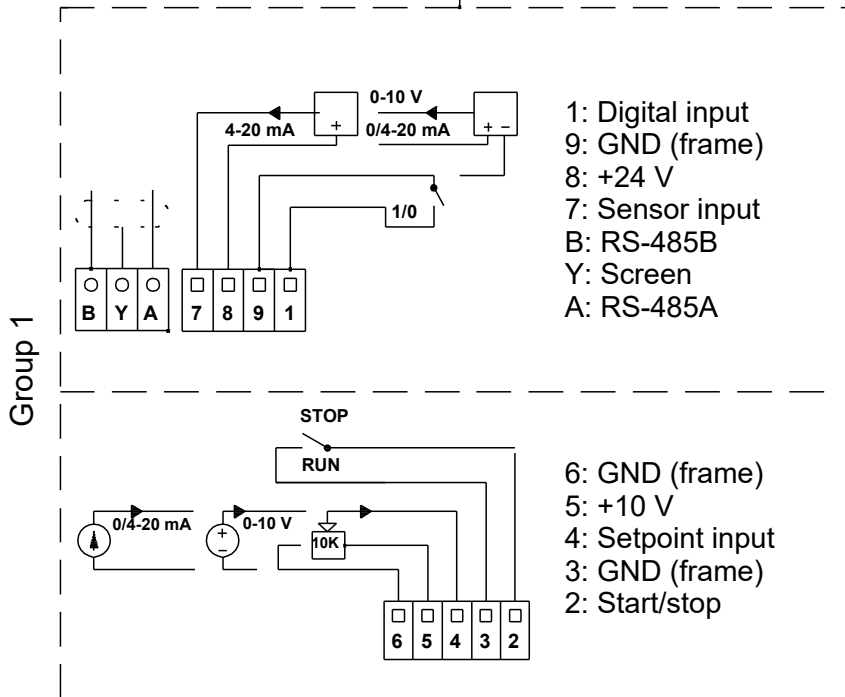 Group 1
0-10 V
4-20 mA
0/4-20 mA
+
+ −
1/0
B Y A
7 8 9 1
1: Digital input
9: GND (frame)
8: +24 V
7: Sensor input
B: RS-485B
Y: Screen
A: RS-485A
STOP
RUN
0/4-20 mA
0-10 V
+
−
10K
6 5 4 3 2
6: GND (frame)
5: +10 V
4: Setpoint input
3: GND (frame)
2: Start/stop